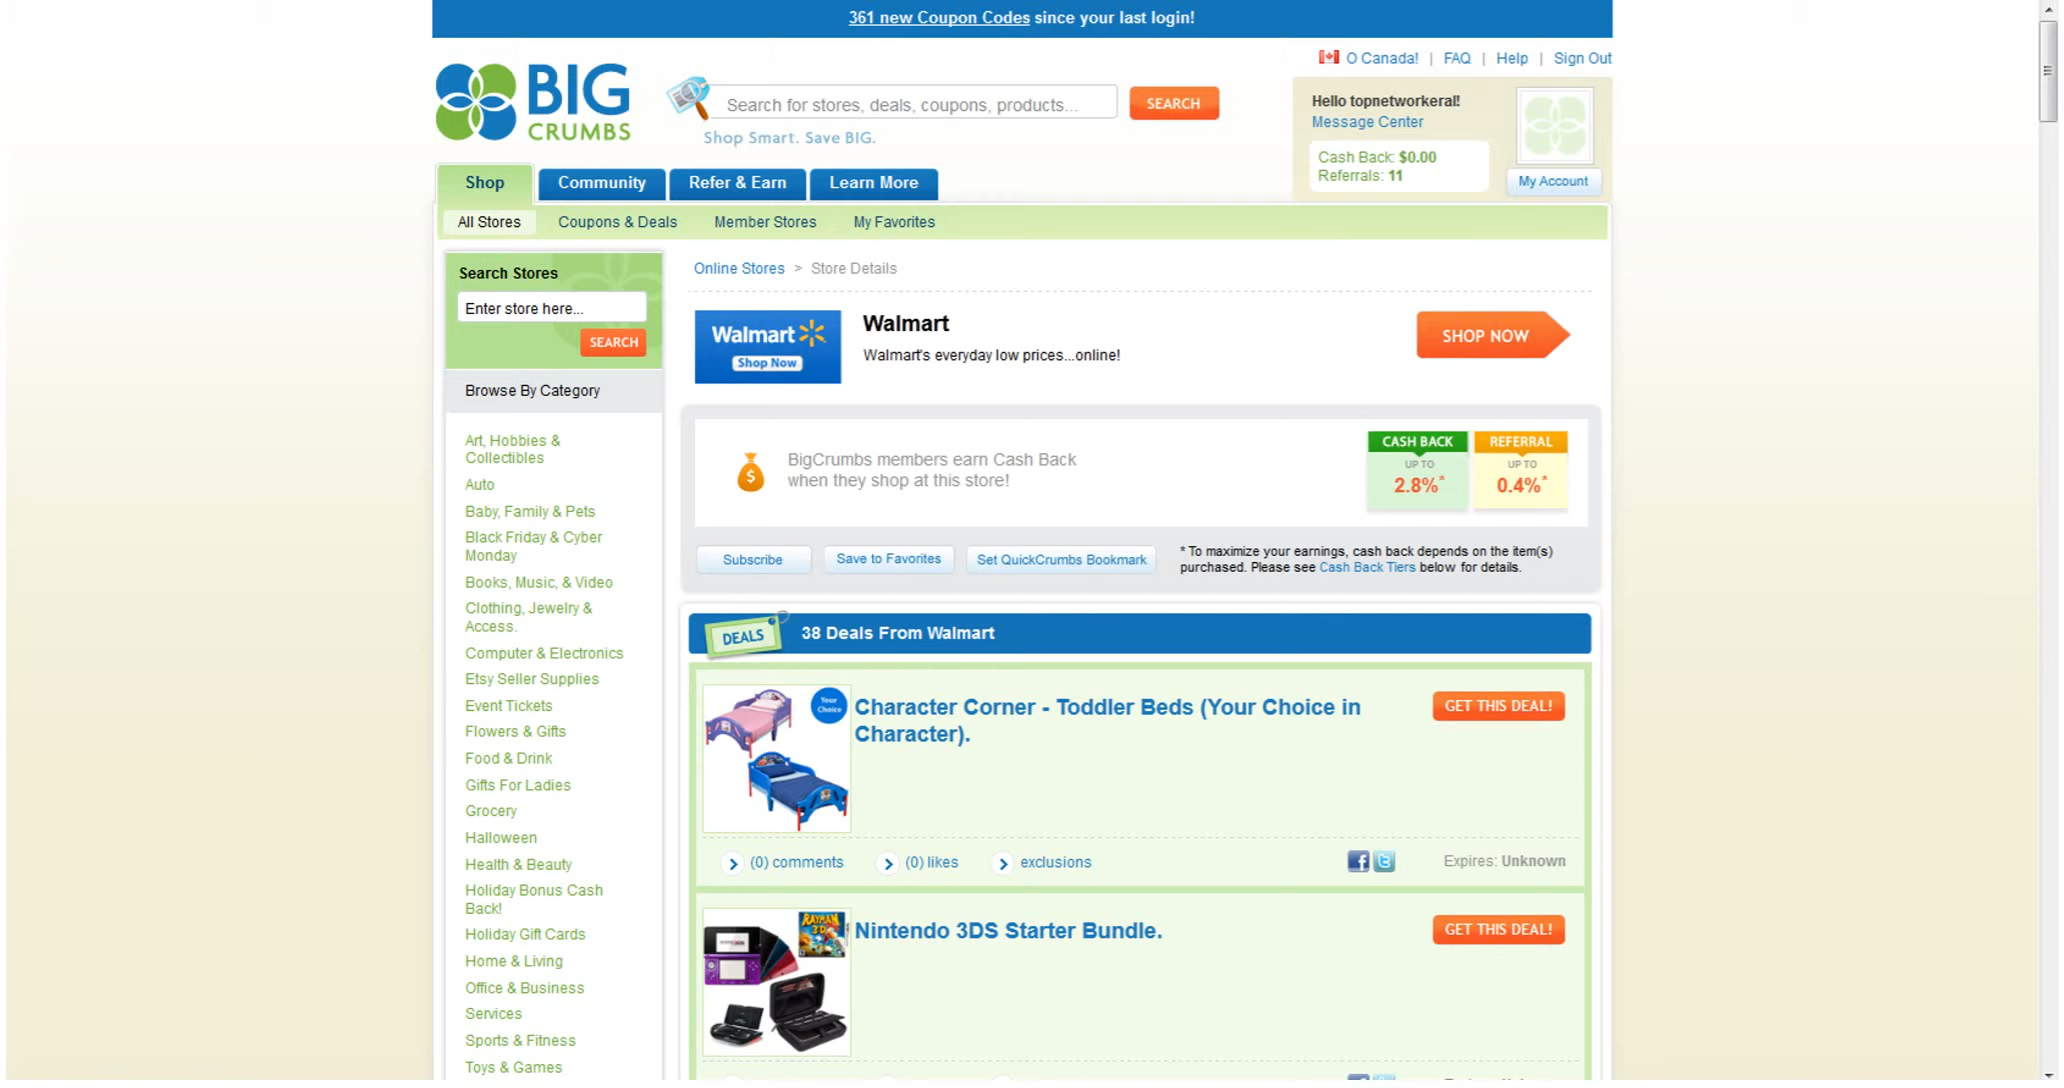 361 new Coupon Codes since your last login!
O Canada! | FAQ | Help | Sign Out
BIG
CRUMBS
Search for stores, deals, coupons, products...
SEARCH
Shop Smart. Save BIG.
Hello topnetworkeral!
Message Center
Cash Back: $0.00
Referrals: 11
My Account
Shop
Community
Refer & Earn
Learn More
All Stores
Coupons & Deals
Member Stores
My Favorites
Search Stores
Enter store here...
SEARCH
Browse By Category
Art, Hobbies &
Collectibles
Auto
Baby, Family & Pets
Black Friday & Cyber
Monday
Books, Music, & Video
Clothing, Jewelry &
Access.
Computer & Electronics
Etsy Seller Supplies
Event Tickets
Flowers & Gifts
Food & Drink
Gifts For Ladies
Grocery
Halloween
Health & Beauty
Holiday Bonus Cash
Back!
Holiday Gift Cards
Home & Living
Office & Business
Services
Sports & Fitness
Toys & Games
Online Stores > Store Details
Walmart
Shop Now
Walmart
Walmart's everyday low prices...online!
SHOP NOW
$
BigCrumbs members earn Cash Back
when they shop at this store!
CASH BACK
UP TO
2.8%*
REFERRAL
UP TO
0.4%*
Subscribe
Save to Favorites
Set QuickCrumbs Bookmark
* To maximize your earnings, cash back depends on the item(s)
purchased. Please see Cash Back Tiers below for details.
DEALS
38 Deals From Walmart
Your
Choice
Character Corner - Toddler Beds (Your Choice in
Character).
GET THIS DEAL!
(0) comments
(0) likes
exclusions
Expires: Unknown
RAYMAN
3D
Nintendo 3DS Starter Bundle.
GET THIS DEAL!